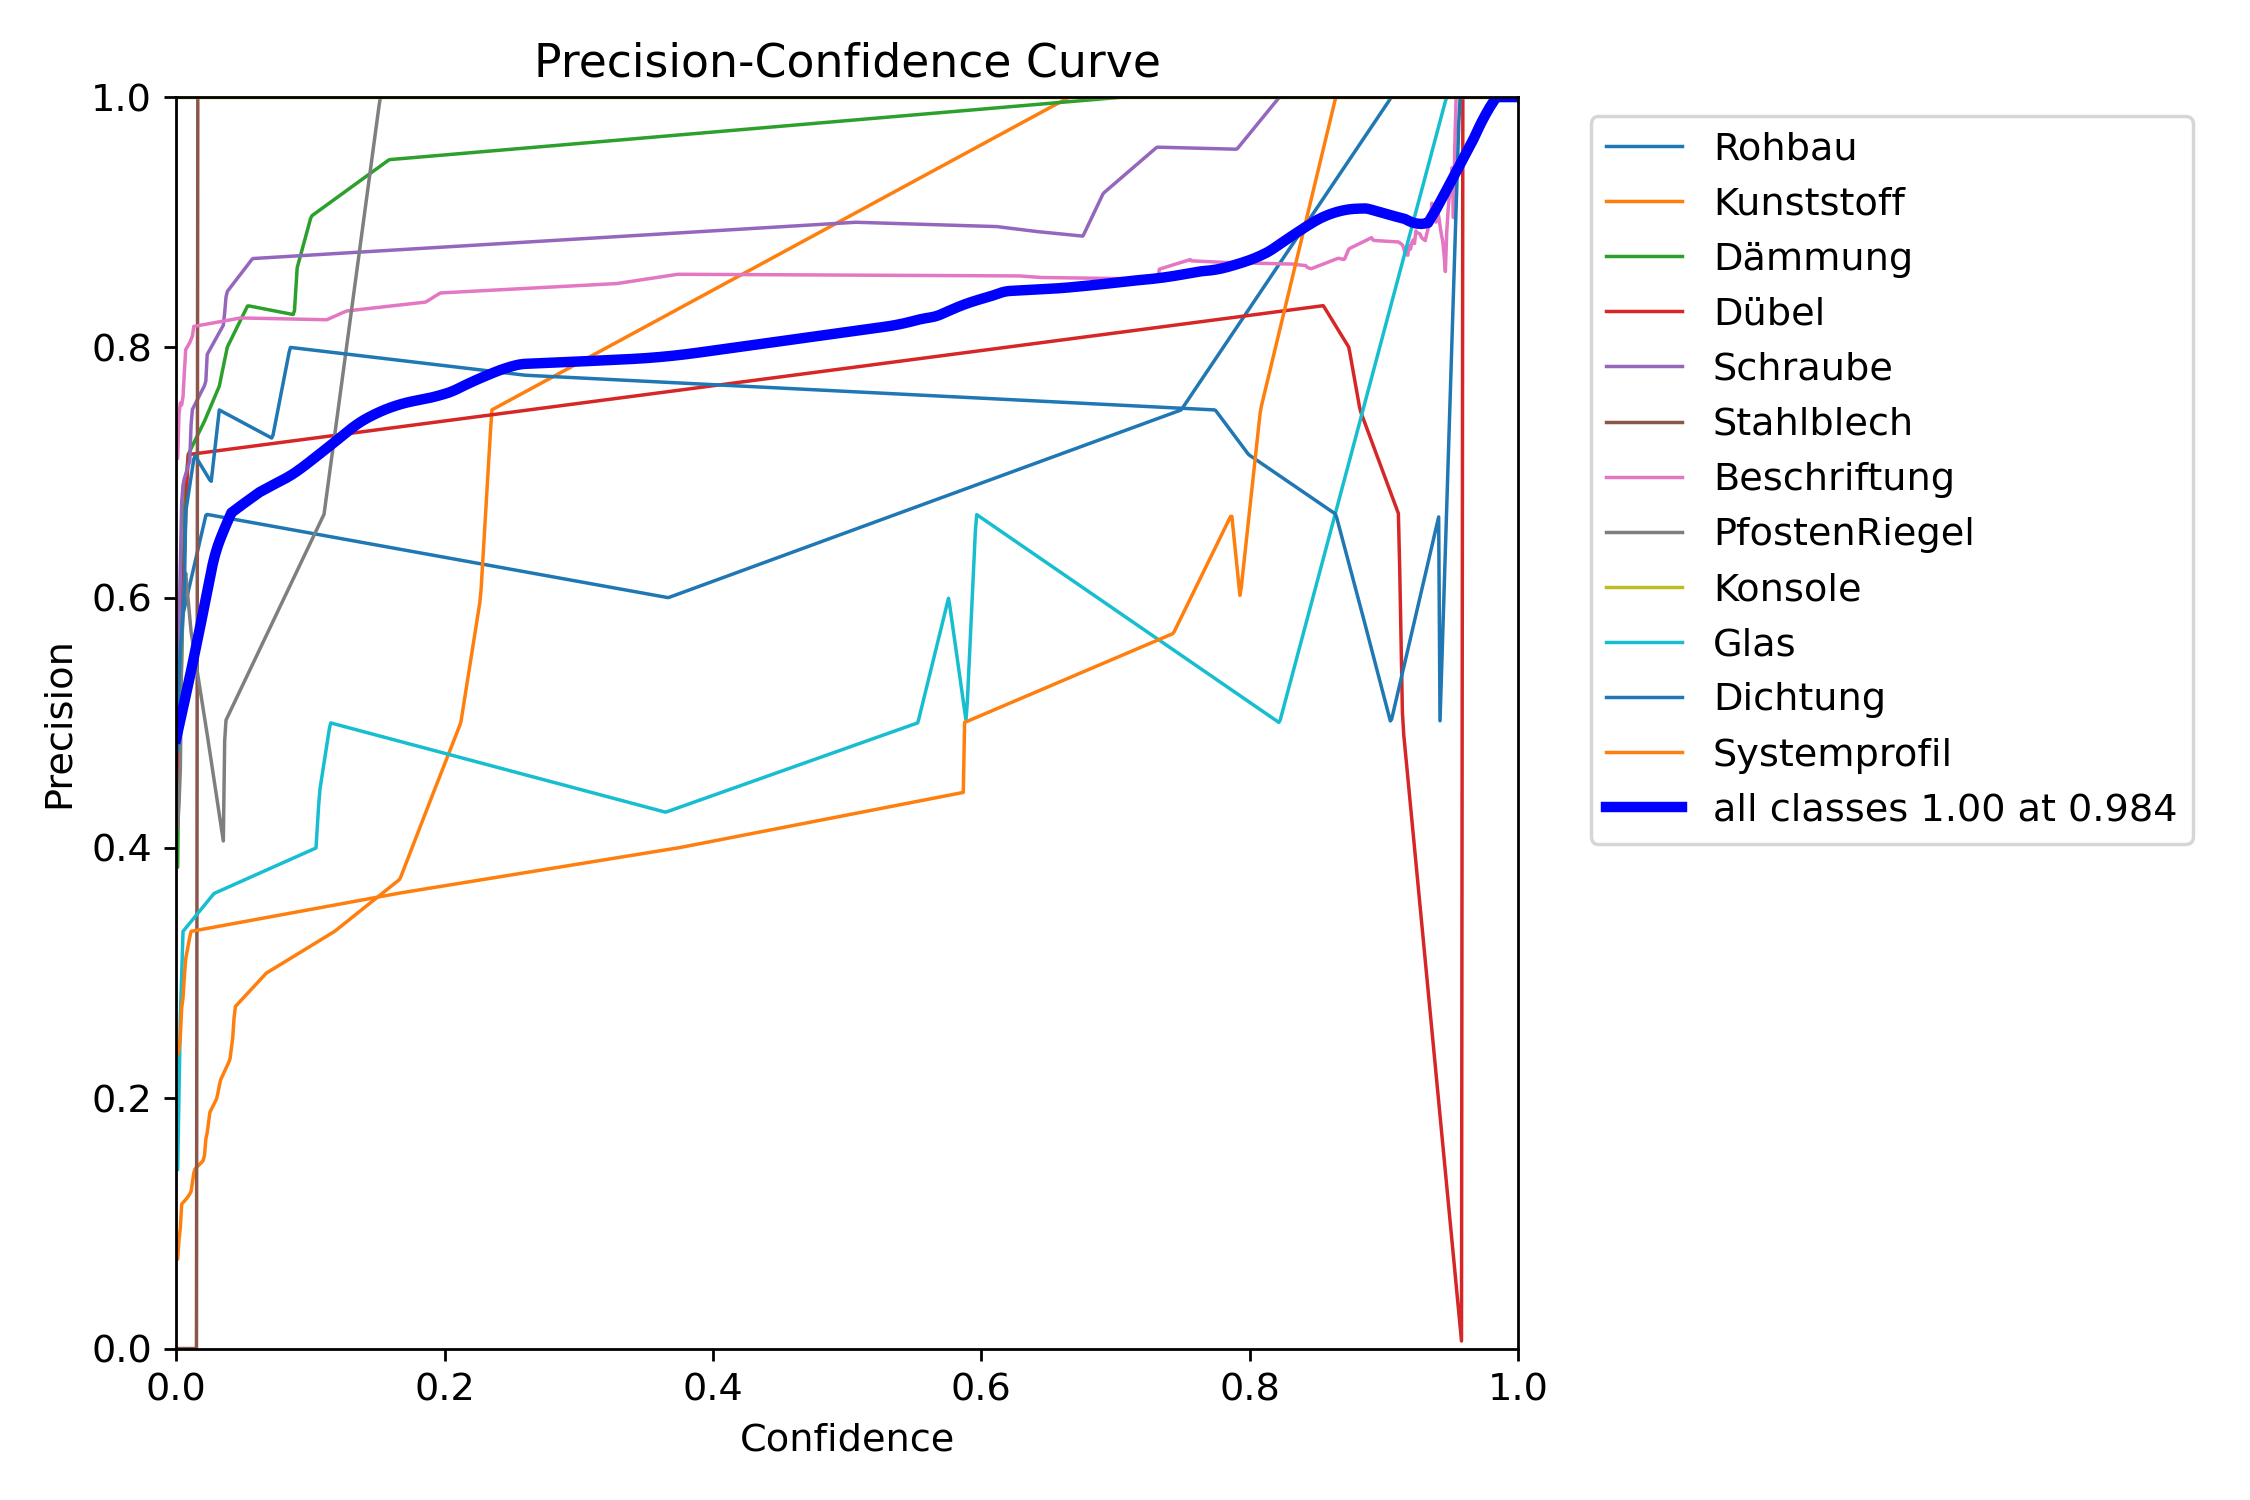 Precision-Confidence Curve
1.0
0.8
0.6
0.4
0.2
0.0
Precision
0.0 0.2 0.4 0.6 0.8 1.0
Confidence
Rohbau
Kunststoff
Dämmung
Dübel
Schraube
Stahlblech
Beschriftung
PfostenRiegel
Konsole
Glas
Dichtung
Systemprofil
all classes 1.00 at 0.984